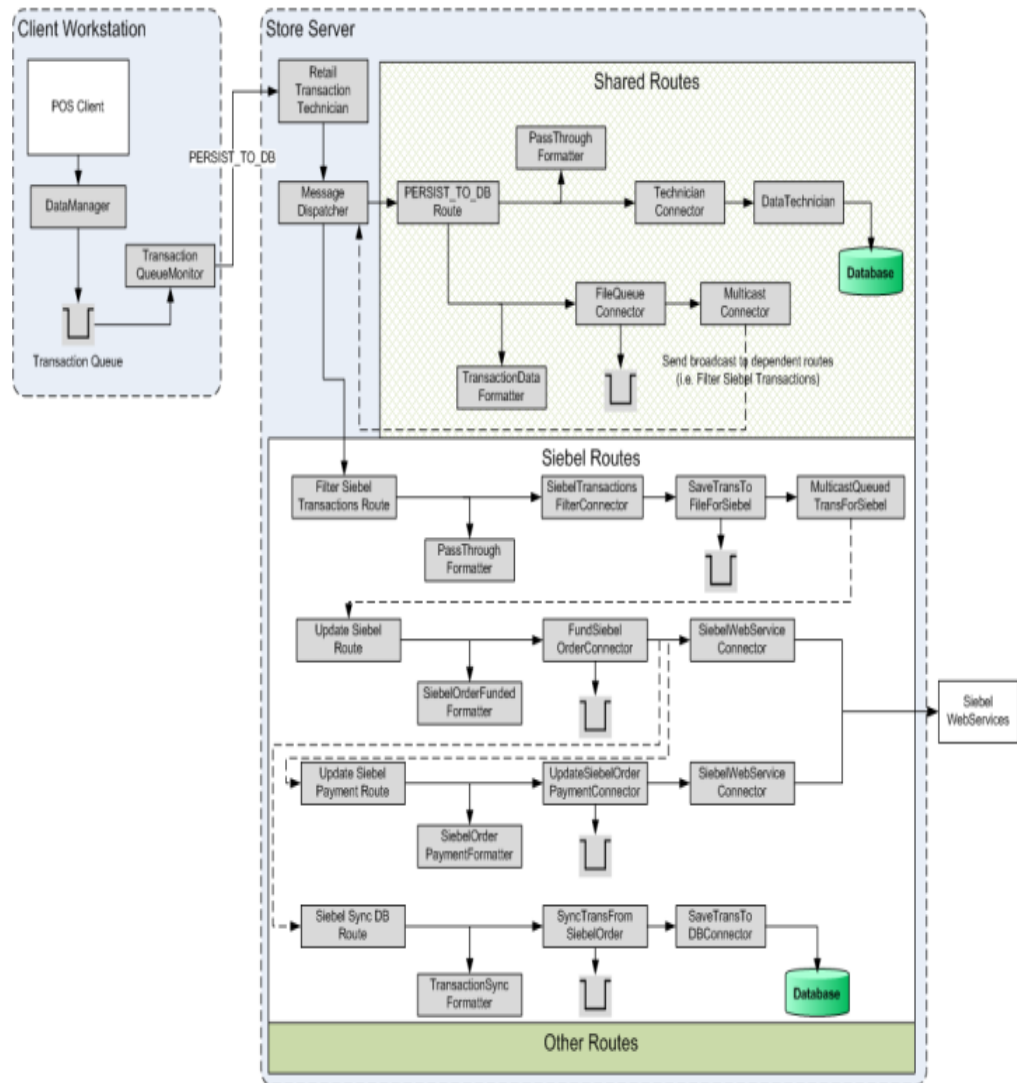 Client Workstation
POS Client
DataManager
Transaction
QueueMonitor
Transaction Queue
PERSIST_TO_DB
Store Server
Retail
Transaction
Technician
Message
Dispatcher
Shared Routes
PassThrough
Formatter
PERSIST_TO_DB
Route
Technician
Connector
DataTechnician
Database
FileQueue
Connector
Multicast
Connector
TransactionData
Formatter
Send broadcast to dependent routes
(i.e. Filter Siebel Transactions)
Siebel Routes
Filter Siebel
Transactions Route
SiebelTransactions
FilterConnector
SaveTransTo
FileForSiebel
MulticastQueued
TransForSiebel
PassThrough
Formatter
Update Siebel
Route
FundSiebel
OrderConnector
SiebelWebService
Connector
SiebelOrderFunded
Formatter
Siebel
WebServices
Update Siebel
Payment Route
UpdateSiebelOrder
PaymentConnector
SiebelWebService
Connector
SiebelOrder
PaymentFormatter
Siebel Sync DB
Route
SyncTransFrom
SiebelOrder
SaveTransTo
DBConnector
TransactionSync
Formatter
Database
Other Routes